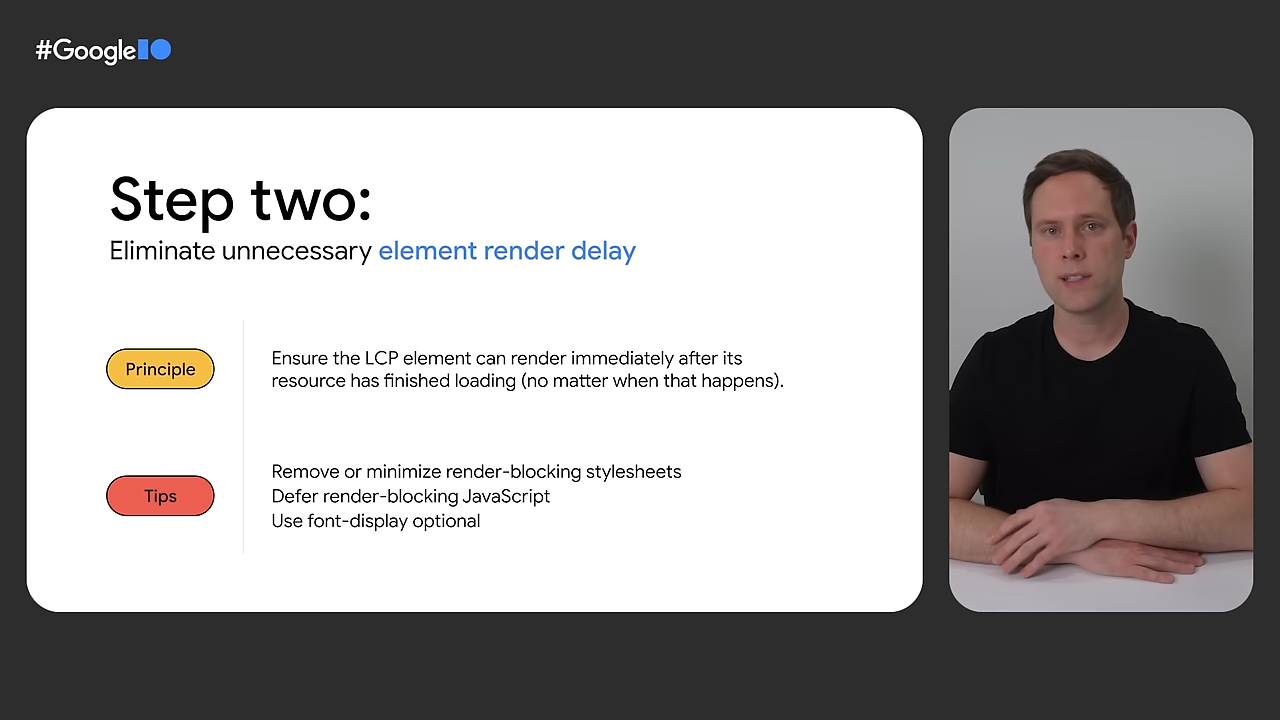 #Google IO
Step two:
Eliminate unnecessary element render delay
Principle
Ensure the LCP element can render immediately after its
resource has finished loading (no matter when that happens).
Tips
Remove or minimize render-blocking stylesheets
Defer render-blocking JavaScript
Use font-display optional